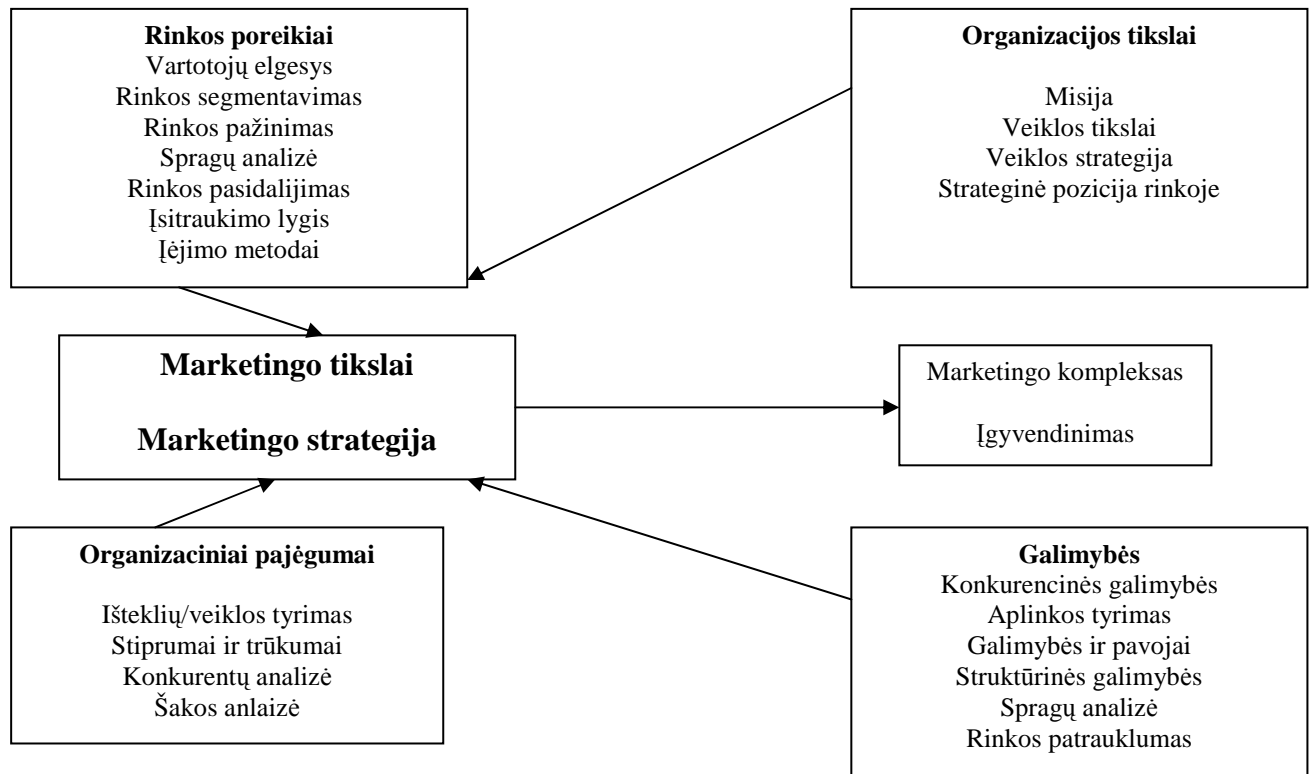 Rinkos poreikiai
Vartotojų elgesys
Rinkos segmentavimas
Rinkos pažinimas
Spragų analizė
Rinkos pasidalijimas
Įsitraukimo lygis
Įėjimo metodai
Organizacijos tikslai
Misija
Veiklos tikslai
Veiklos strategija
Strateginė pozicija rinkoje
Marketingo tikslai
Marketingo strategija
Marketingo kompleksas
Įgyvendinimas
Organizaciniai pajėgumai
Išteklių/veiklos tyrimas
Stiprumai ir trūkumai
Konkurentų analizė
Šakos anlaizė
Galimybės
Konkurencinės galimybės
Aplinkos tyrimas
Galimybės ir pavojai
Struktūrinės galimybės
Spragų analizė
Rinkos patrauklumas